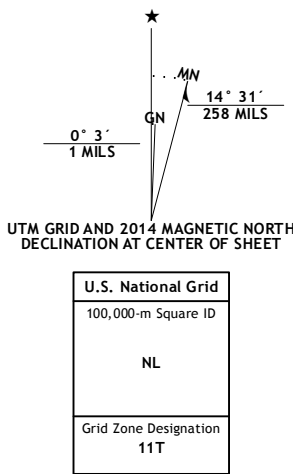 ★
MN
GN
14° 31´
258 MILS
0° 3´
1 MILS
UTM GRID AND 2014 MAGNETIC NORTH
DECLINATION AT CENTER OF SHEET
U.S. National Grid
100,000-m Square ID
NL
Grid Zone Designation
11T